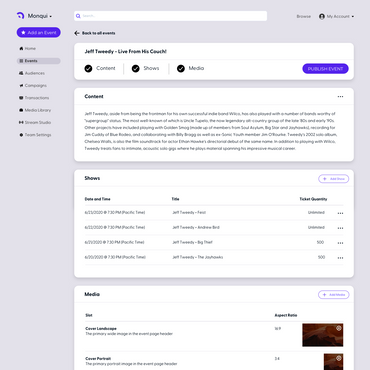 Monqui
Search...
Browse
My Account
Add an Event
Back to all events
Home
Events
Audiences
Campaigns
Transactions
Media Library
Stream Studio
Team Settings
Jeff Tweedy - Live From His Couch!
Content
Shows
Media
PUBLISH EVENT
Content
Jeff Tweedy, aside from being the frontman for his own successful indie band Wilco, has also played with a number of bands worthy of
"supergroup" status. The most well-known of which is Uncle Tupelo, the now legendary alt-country group of the late '80s and early '90s.
Other projects have included playing with Golden Smog (made up of members from Soul Asylum, Big Star and Jayhawks), recording for
Jim Cuddy of Blue Rodeo, and collaborating with Billy Bragg as well as ex-Sonic Youth member Jim O'Rourke. Tweedy's 2002 solo album,
Chelsea Walls, is also the film soundtrack for actor Ethan Hawke's directorial debut of the same name. In addition to playing with Wilco,
Tweedy treats fans to intimate, acoustic solo gigs where he plays material spanning his impressive musical career.
Shows
Add Show
Date and Time Title Ticket Quantity
6/23/2020 @ 7:30 PM (Pacific Time) Jeff Tweedy - Feist Unlimited
6/22/2020 @ 7:30 PM (Pacific Time) Jeff Tweedy - Andrew Bird Unlimited
6/21/2020 @ 7:30 PM (Pacific Time) Jeff Tweedy - Big Thief 500
6/20/2020 @ 7:30 PM (Pacific Time) Jeff Tweedy - The Jayhawks 500
Media
Add Media
Slot Aspect Ratio
Cover Landscape 16:9
The primary wide image in the event page header
Cover Portrait
The primary portrait image in the event page header